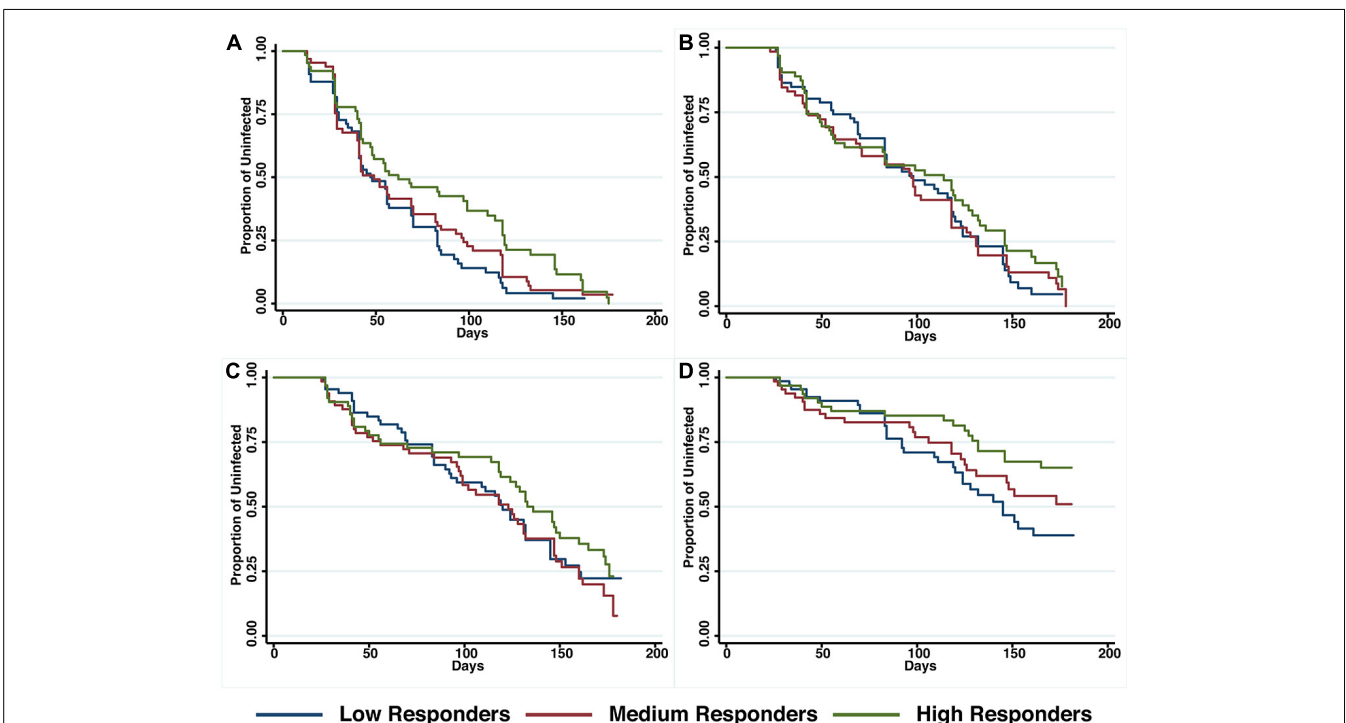 A
Proportion of Uninfected
1.00
0.75
0.50
0.25
0.00
0 50 100 150 200
Days
B
Proportion of Uninfected
1.00
0.75
0.50
0.25
0.00
0 50 100 150 200
Days
C
Proportion of Uninfected
1.00
0.75
0.50
0.25
0.00
0 50 100 150 200
Days
D
Proportion of Uninfected
1.00
0.75
0.50
0.25
0.00
0 50 100 150 200
Days
Low Responders Medium Responders High Responders